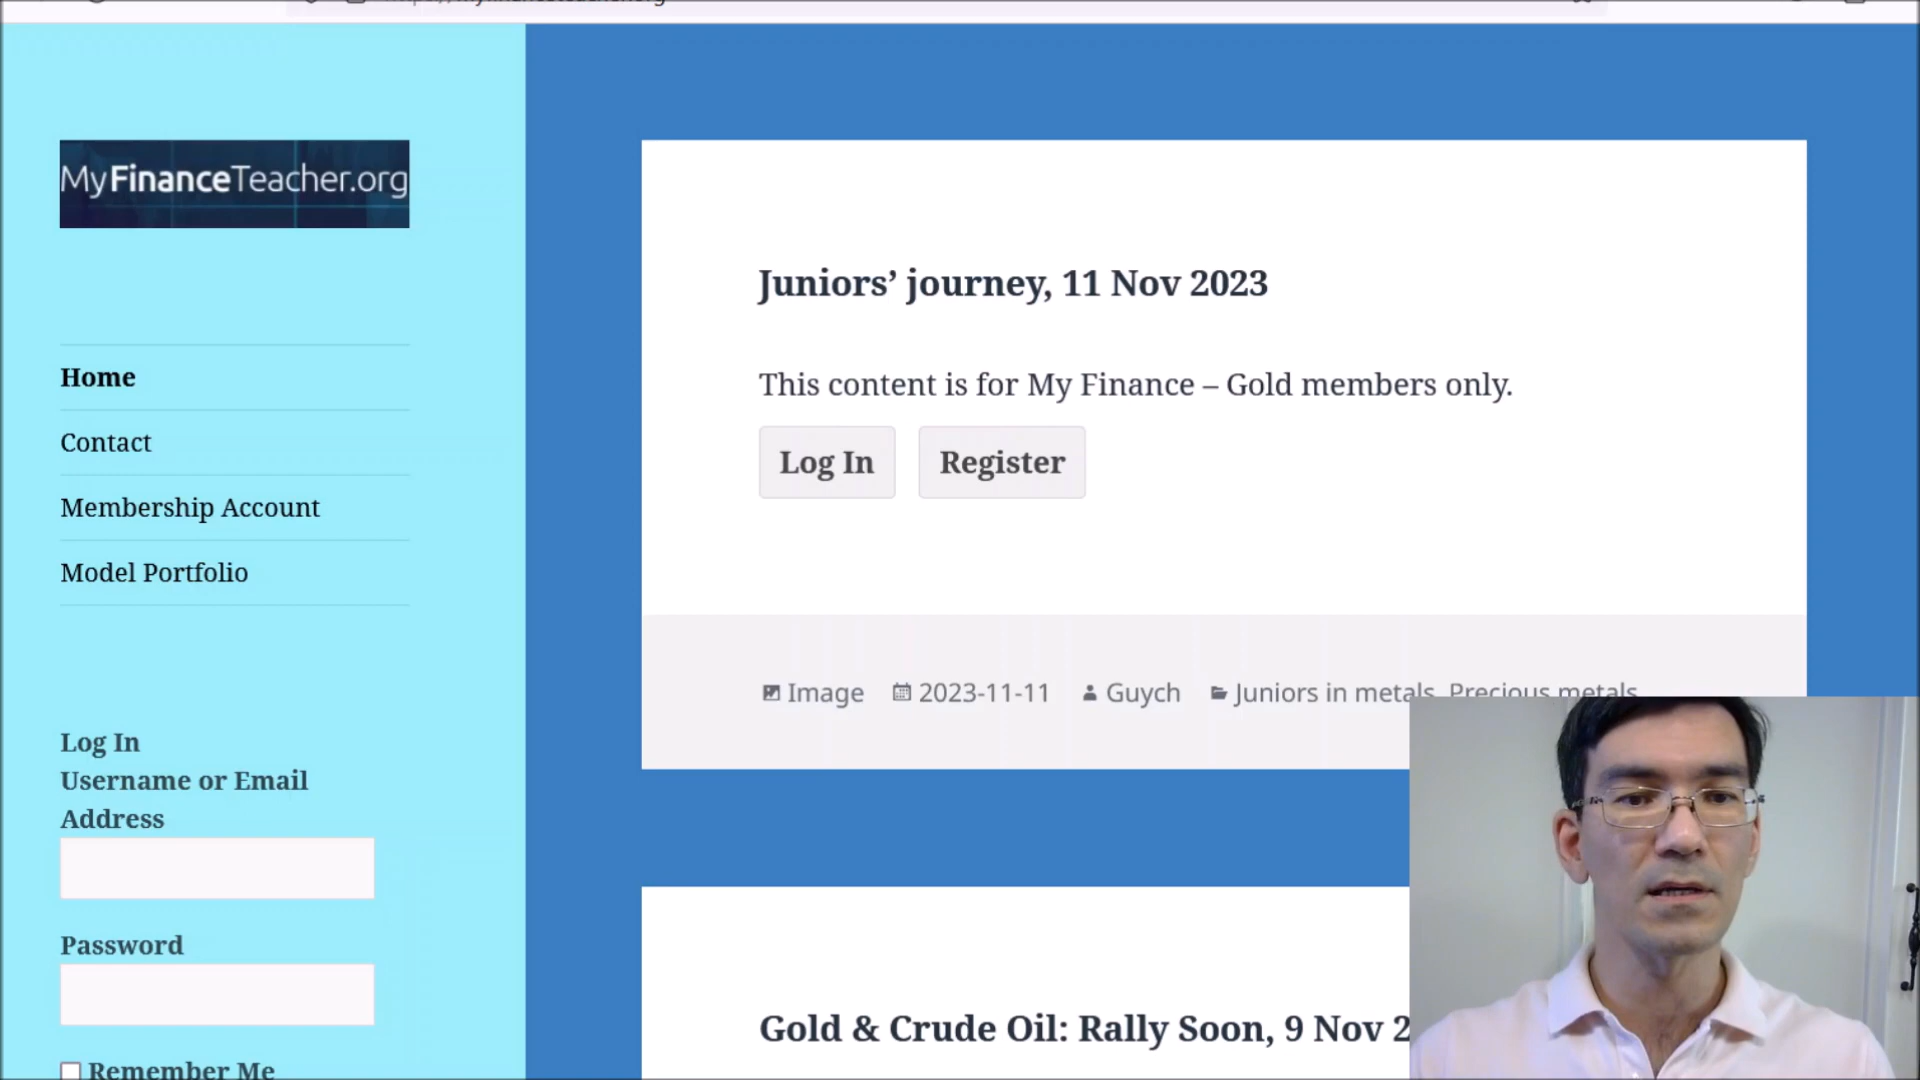 MyFinanceTeacher.org
Home
Contact
Membership Account
Model Portfolio
Log In
Username or Email
Address
Password
Remember Me
Juniors’ journey, 11 Nov 2023
This content is for My Finance – Gold members only.
Log In
Register
Image
2023-11-11
Guych
Juniors in metals, Precious metals
Gold & Crude Oil: Rally Soon, 9 Nov 2